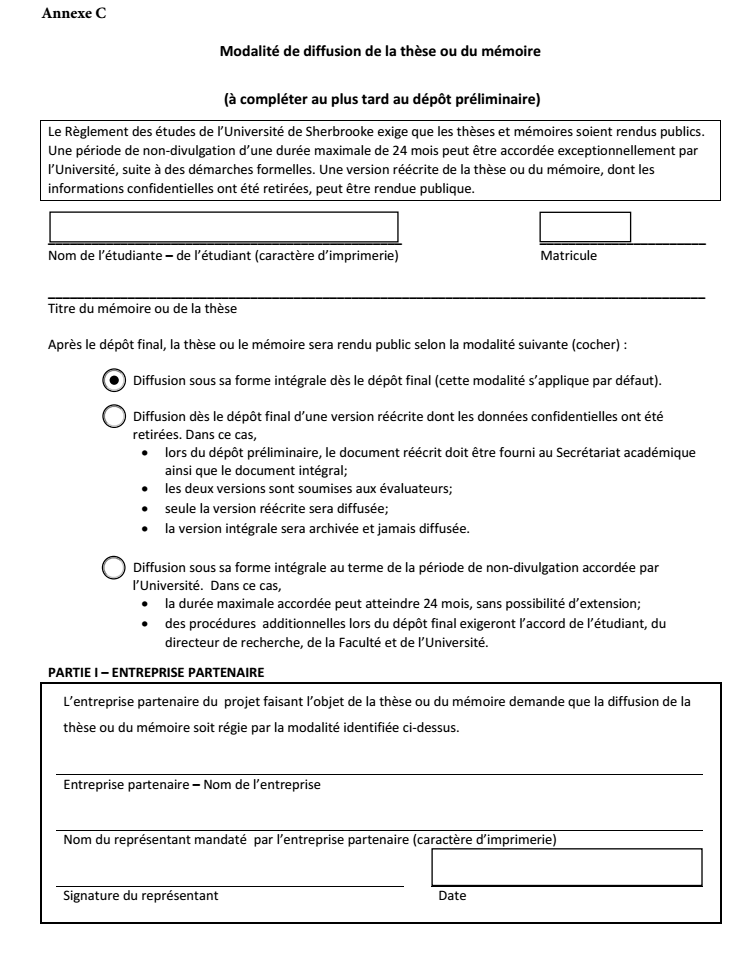 Annexe C
Modalité de diffusion de la thèse ou du mémoire
(à compléter au plus tard au dépôt préliminaire)
Le Règlement des études de l'Université de Sherbrooke exige que les thèses et mémoires soient rendus publics.
Une période de non-divulgation d'une durée maximale de 24 mois peut être accordée exceptionnellement par
l'Université, suite à des démarches formelles. Une version réécrite de la thèse ou du mémoire, dont les
informations confidentielles ont été retirées, peut être rendue publique.
Nom de l'étudiante – de l'étudiant (caractère d'imprimerie) Matricule
Titre du mémoire ou de la thèse
Après le dépôt final, la thèse ou le mémoire sera rendu public selon la modalité suivante (cocher) :
Diffusion sous sa forme intégrale dès le dépôt final (cette modalité s'applique par défaut).
Diffusion dès le dépôt final d'une version réécrite dont les données confidentielles ont été
retirées. Dans ce cas,
• lors du dépôt préliminaire, le document réécrit doit être fourni au Secrétariat académique
ainsi que le document intégral;
• les deux versions sont soumises aux évaluateurs;
• seule la version réécrite sera diffusée;
• la version intégrale sera archivée et jamais diffusée.
Diffusion sous sa forme intégrale au terme de la période de non-divulgation accordée par
l'Université. Dans ce cas,
• la durée maximale accordée peut atteindre 24 mois, sans possibilité d'extension;
• des procédures additionnelles lors du dépôt final exigeront l'accord de l'étudiant, du
directeur de recherche, de la Faculté et de l'Université.
PARTIE I – ENTREPRISE PARTENAIRE
L'entreprise partenaire du projet faisant l'objet de la thèse ou du mémoire demande que la diffusion de la
thèse ou du mémoire soit régie par la modalité identifiée ci-dessus.
Entreprise partenaire – Nom de l'entreprise
Nom du représentant mandaté par l'entreprise partenaire (caractère d'imprimerie)
Signature du représentant Date